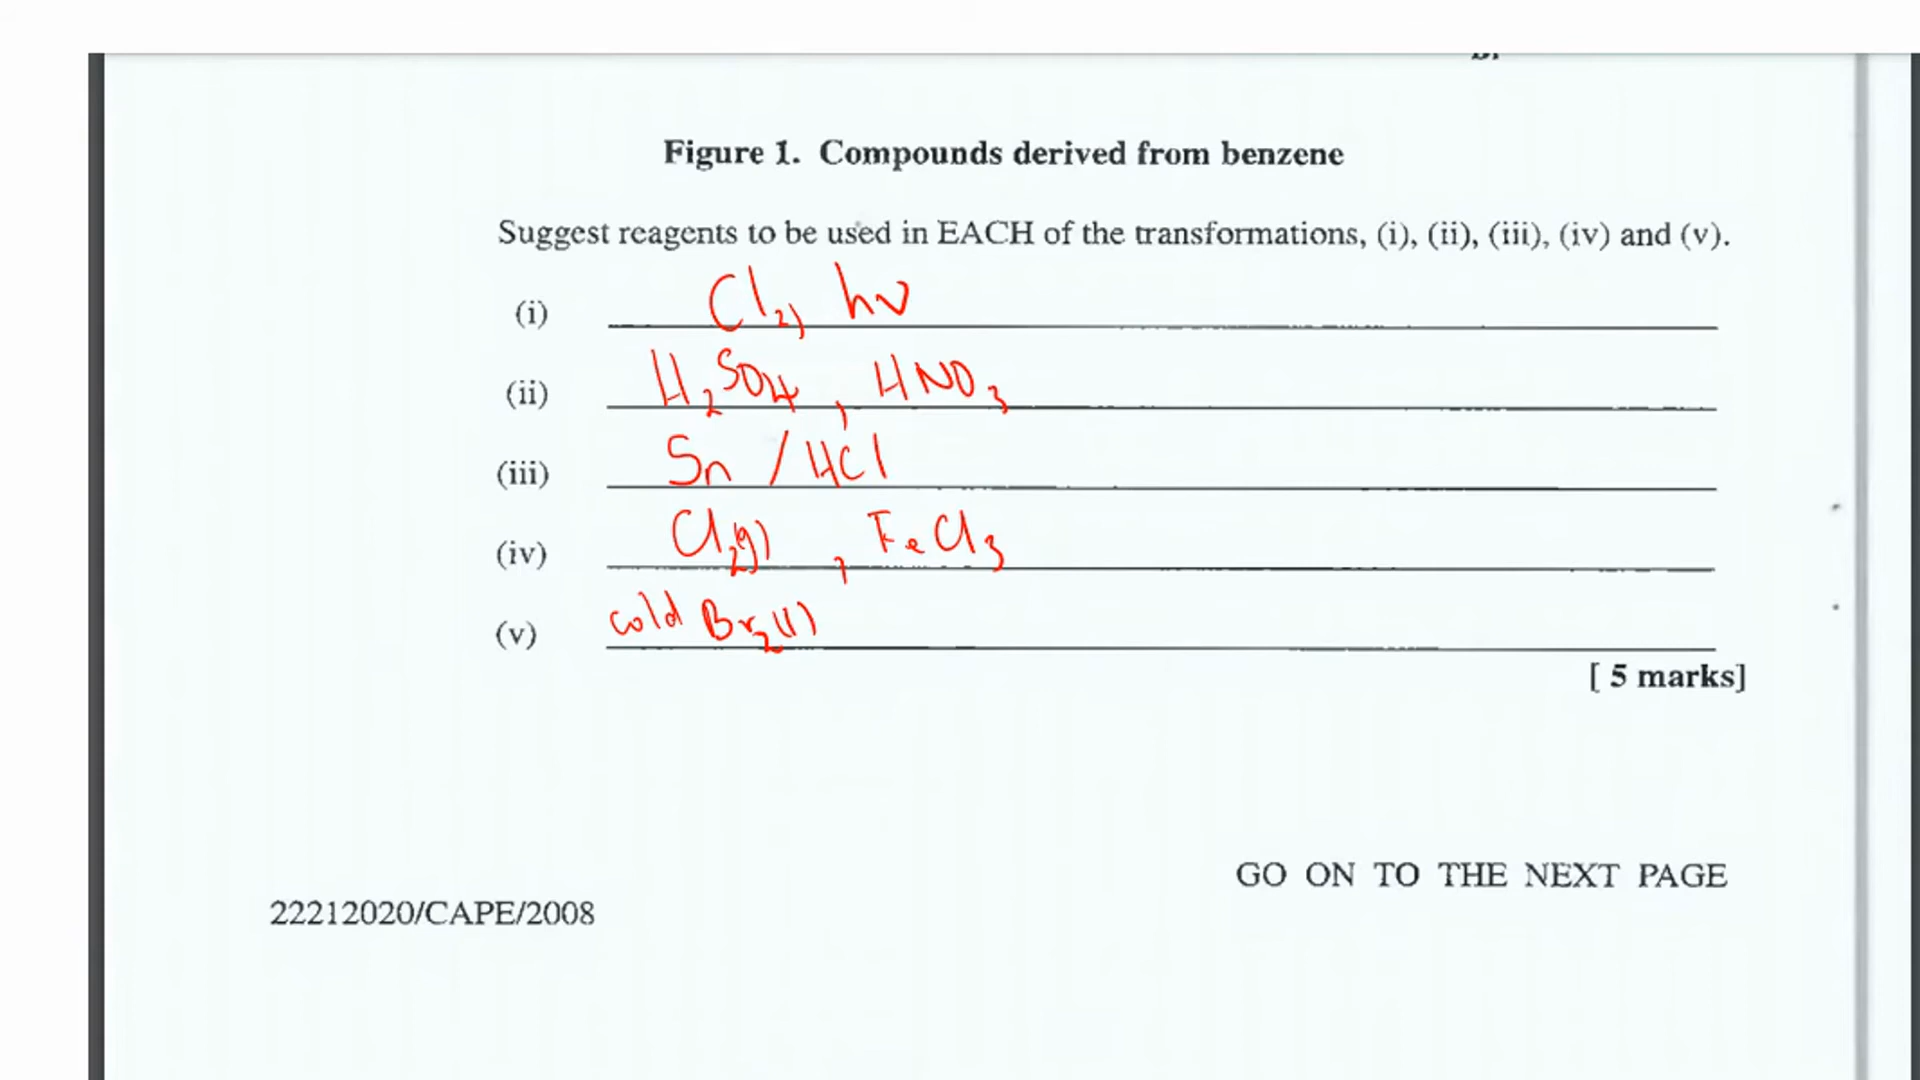 Figure 1. Compounds derived from benzene
Suggest reagents to be used in EACH of the transformations, (i), (ii), (iii), (iv) and (v).
(i) Cl2, hν
(ii) H2SO4, HNO3
(iii) Sn / HCl
(iv) Cl2(g), FeCl3
(v) cold Br2(l)
[ 5 marks]
GO ON TO THE NEXT PAGE
22212020/CAPE/2008